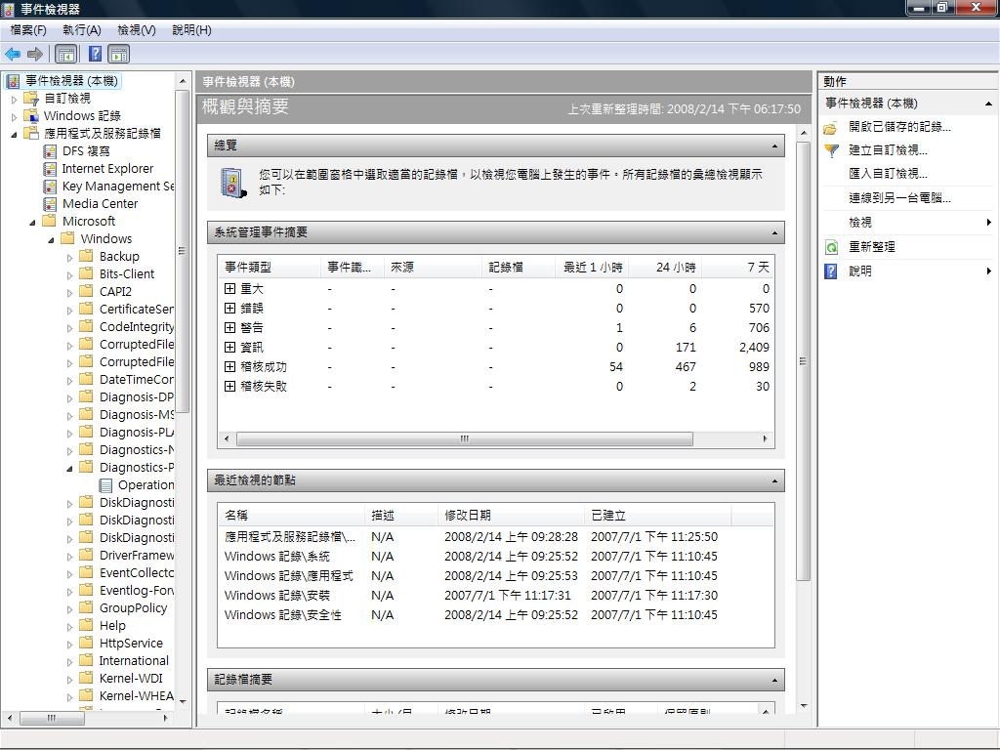 事件檢視器
檔案(F) 執行(A) 檢視(V) 說明(H)
事件檢視器 (本機)
自訂檢視
Windows 記錄
應用程式及服務記錄檔
DFS 複寫
Internet Explorer
Key Management Se
Media Center
Microsoft
Windows
Backup
Bits-Client
CAPI2
CertificateSer
CodeIntegrity
CorruptedFile
CorruptedFile
DateTimeCon
Diagnosis-DP
Diagnosis-MS
Diagnosis-PLA
Diagnostics-N
Diagnostics-P
Operation
DiskDiagnosti
DiskDiagnosti
DiskDiagnosti
DriverFramew
EventCollecto
Eventlog-Forv
GroupPolicy
Help
HttpService
International
Kernel-WDI
Kernel-WHEA
事件檢視器 (本機)
概觀與摘要 上次重新整理時間: 2008/2/14 下午 06:17:50
總覽
您可以在範圍窗格中選取適當的記錄檔，以檢視您電腦上發生的事件。所有記錄檔的彙總檢視顯示
如下:
系統管理事件摘要
事件類型 事件識... 來源 記錄檔 最近 1 小時 24 小時 7 天
重大 - - - 0 0 0
錯誤 - - - 0 0 570
警告 - - - 1 6 706
資訊 - - - 0 171 2,409
稽核成功 - - - 54 467 989
稽核失敗 - - - 0 2 30
最近檢視的節點
名稱 描述 修改日期 已建立
應用程式及服務記錄檔\... N/A 2008/2/14 上午 09:28:28 2007/7/1 下午 11:25:50
Windows 記錄\系統 N/A 2008/2/14 上午 09:25:52 2007/7/1 下午 11:10:45
Windows 記錄\應用程式 N/A 2008/2/14 上午 09:25:53 2007/7/1 下午 11:10:45
Windows 記錄\安裝 N/A 2007/7/1 下午 11:17:31 2007/7/1 下午 11:17:30
Windows 記錄\安全性 N/A 2008/2/14 上午 09:25:52 2007/7/1 下午 11:10:45
記錄檔摘要
記錄檔名稱 大小 (目... 修改日期 已啟用 保留原則
動作
事件檢視器 (本機)
開啟已儲存的記錄...
建立自訂檢視...
匯入自訂檢視...
連線到另一台電腦...
檢視
重新整理
說明